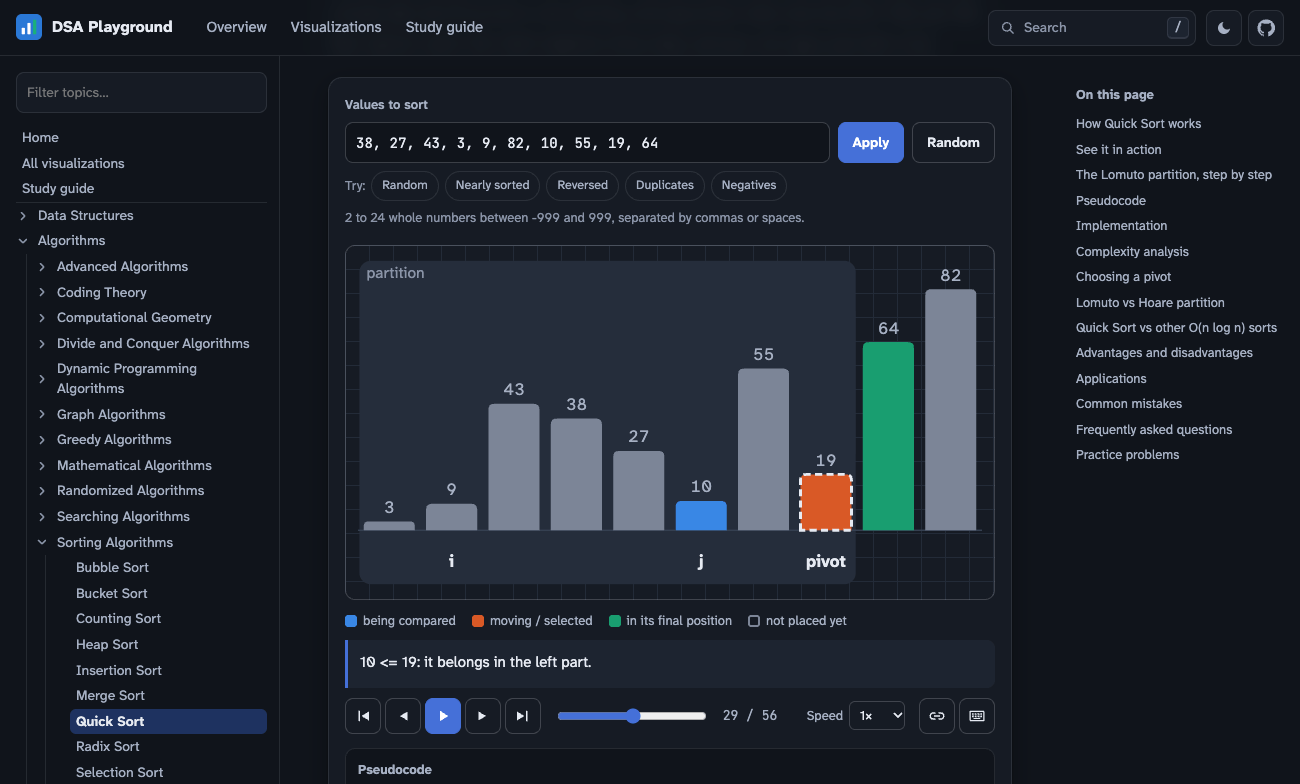 DSA Playground
Overview
Visualizations
Study guide
Search
/
Filter topics...
Home
All visualizations
Study guide
Data Structures
Algorithms
Advanced Algorithms
Coding Theory
Computational Geometry
Divide and Conquer Algorithms
Dynamic Programming
Algorithms
Graph Algorithms
Greedy Algorithms
Mathematical Algorithms
Randomized Algorithms
Searching Algorithms
Sorting Algorithms
Bubble Sort
Bucket Sort
Counting Sort
Heap Sort
Insertion Sort
Merge Sort
Quick Sort
Radix Sort
Selection Sort
Values to sort
38, 27, 43, 3, 9, 82, 10, 55, 19, 64
Apply
Random
Try:
Random
Nearly sorted
Reversed
Duplicates
Negatives
2 to 24 whole numbers between -999 and 999, separated by commas or spaces.
partition
3
9
43
38
27
10
55
19
64
82
i
j
pivot
being compared
moving / selected
in its final position
not placed yet
10 <= 19: it belongs in the left part.
29 / 56
Speed
1×
Pseudocode
On this page
How Quick Sort works
See it in action
The Lomuto partition, step by step
Pseudocode
Implementation
Complexity analysis
Choosing a pivot
Lomuto vs Hoare partition
Quick Sort vs other O(n log n) sorts
Advantages and disadvantages
Applications
Common mistakes
Frequently asked questions
Practice problems